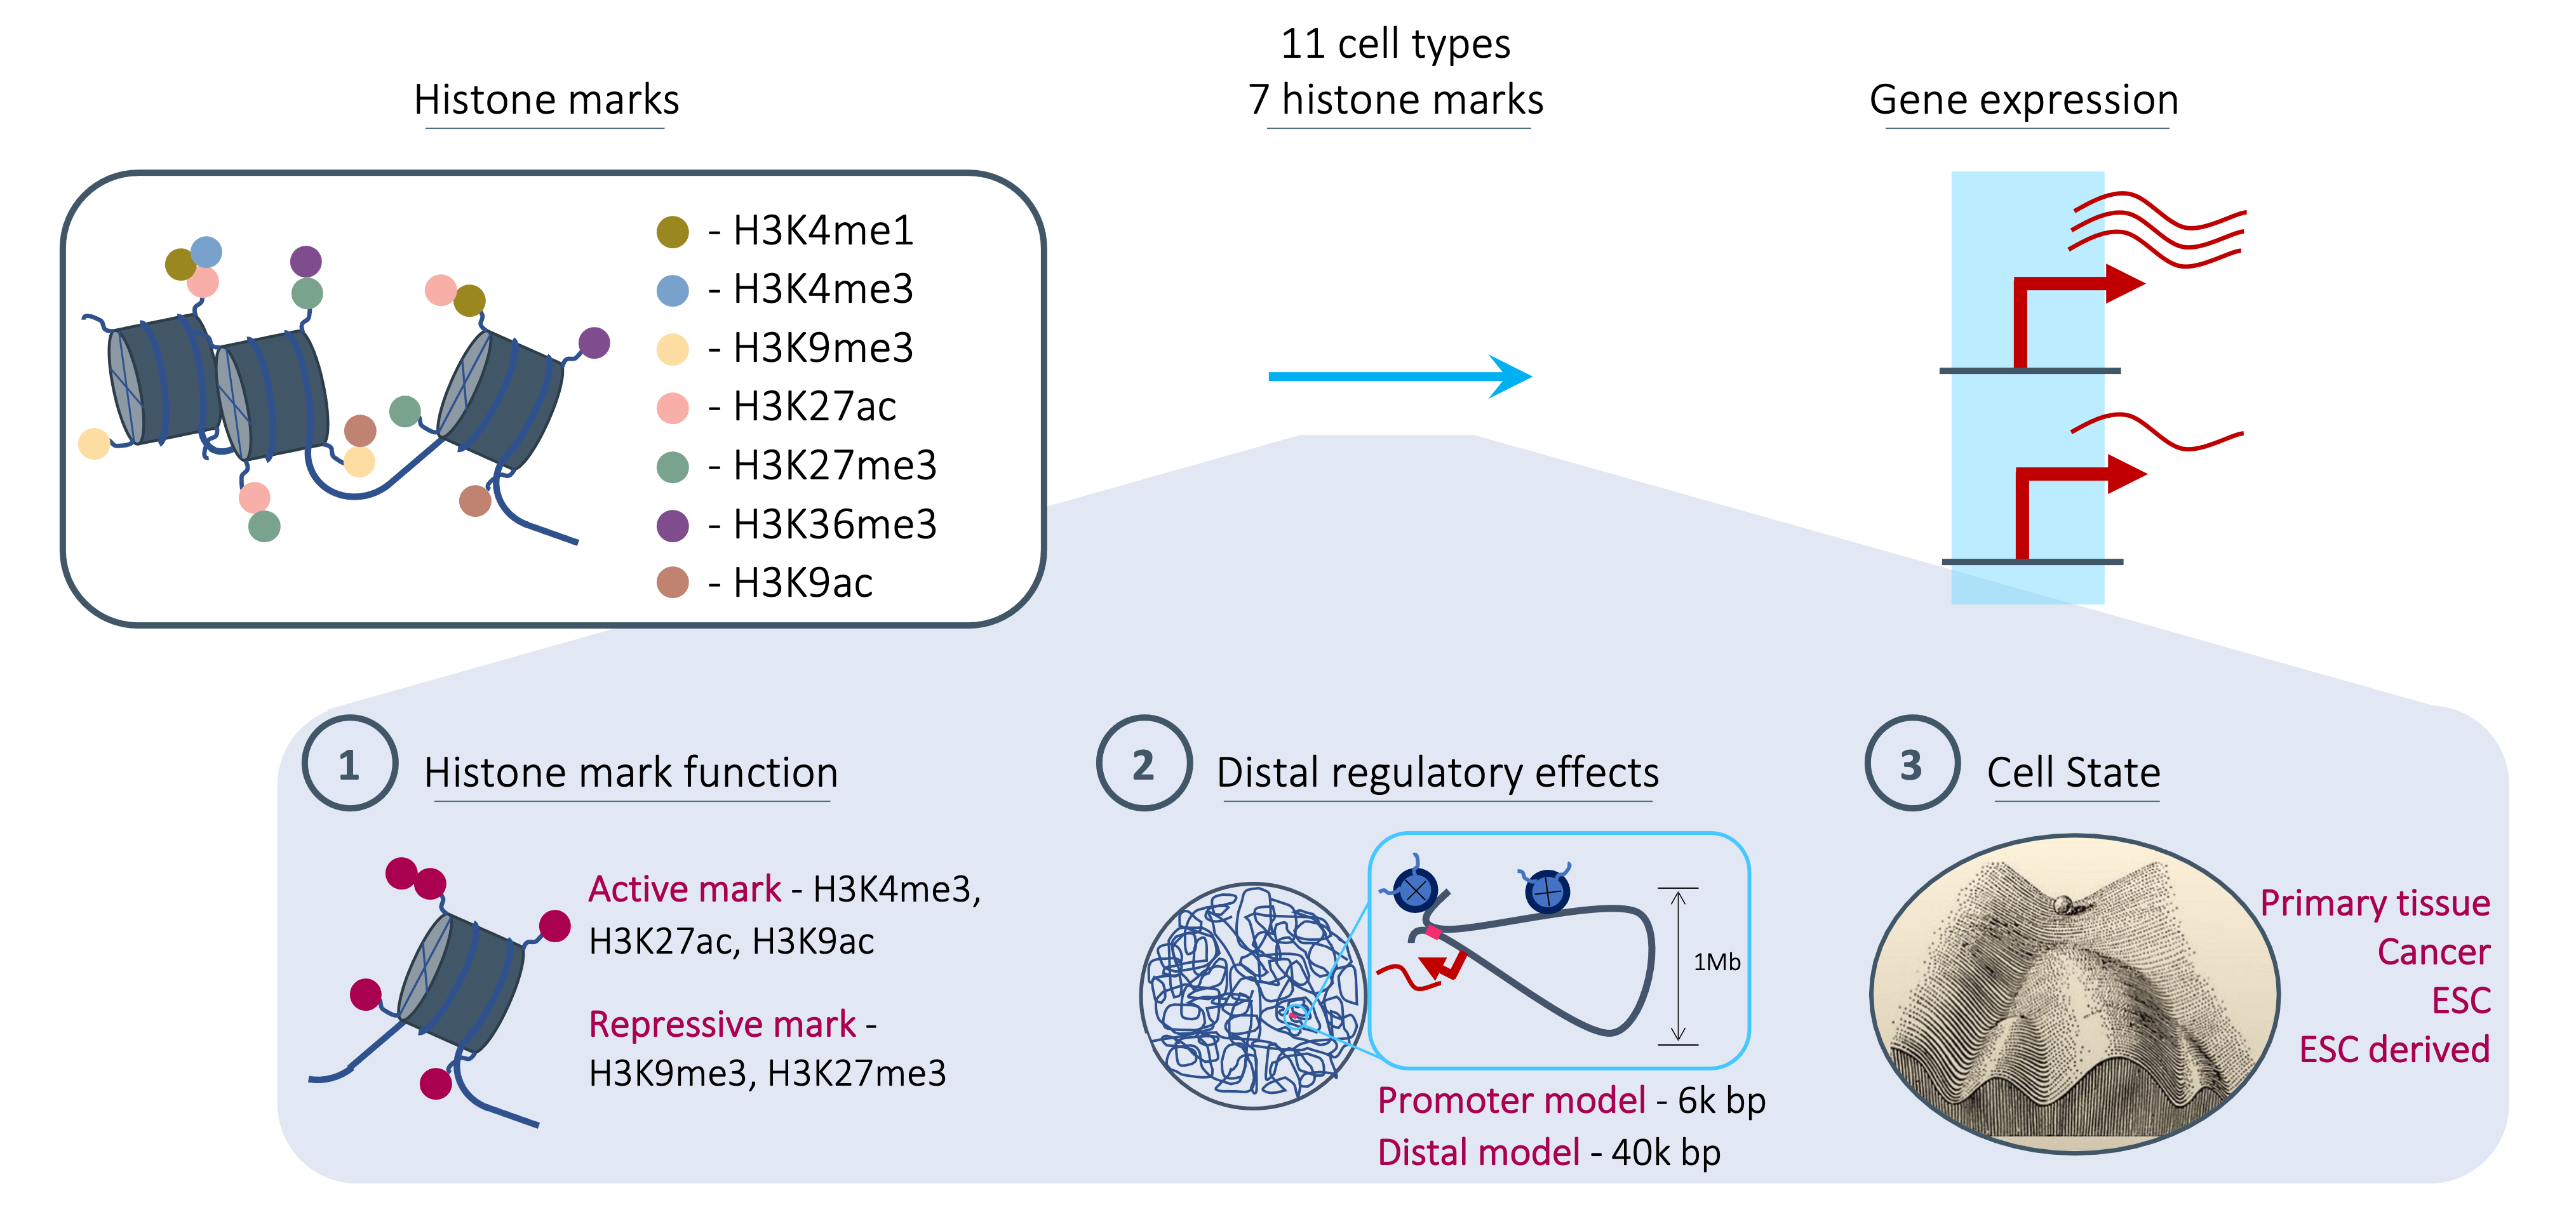 Histone marks
11 cell types
7 histone marks
Gene expression
- H3K4me1
- H3K4me3
- H3K9me3
- H3K27ac
- H3K27me3
- H3K36me3
- H3K9ac
1
Histone mark function
Active mark - H3K4me3,
H3K27ac, H3K9ac
Repressive mark -
H3K9me3, H3K27me3
2
Distal regulatory effects
1Mb
Promoter model - 6k bp
Distal model - 40k bp
3
Cell State
Primary tissue
Cancer
ESC
ESC derived